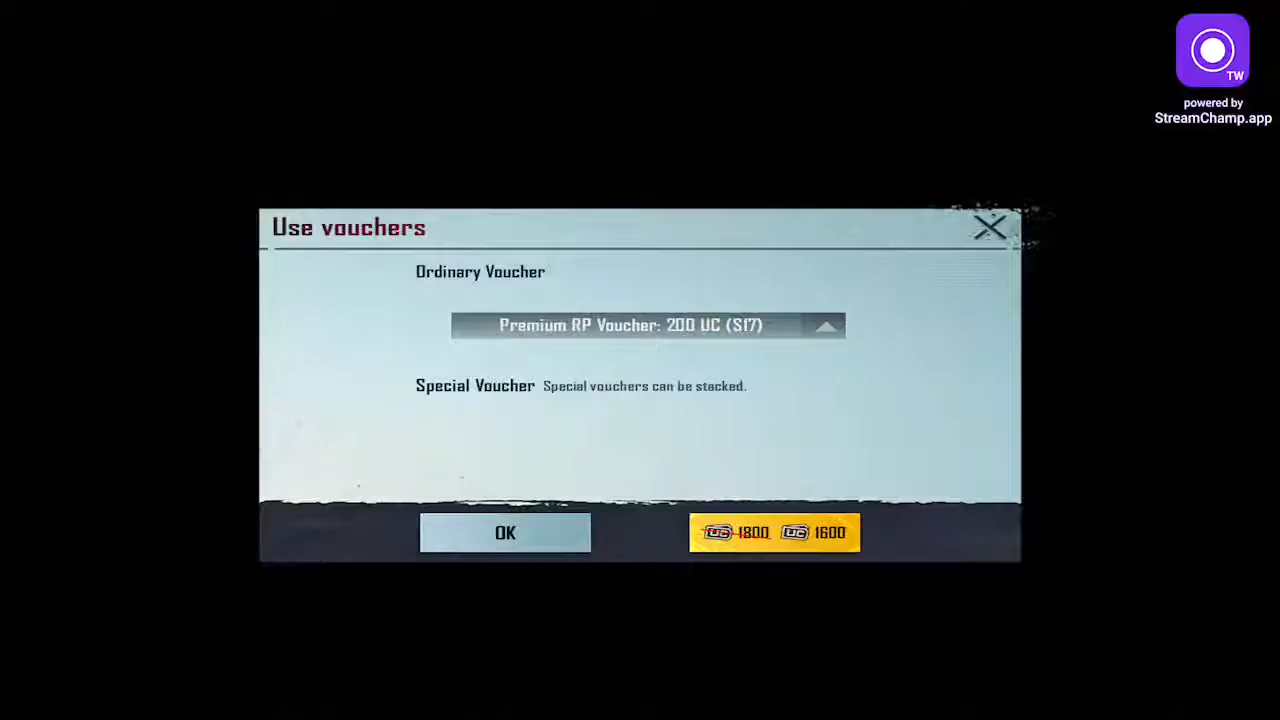 TW
powered by
StreamChamp.app
Use vouchers
Ordinary Voucher
Premium RP Voucher: 200 UC (S17)
Special Voucher Special vouchers can be stacked.
OK
UC 1800 UC 1600